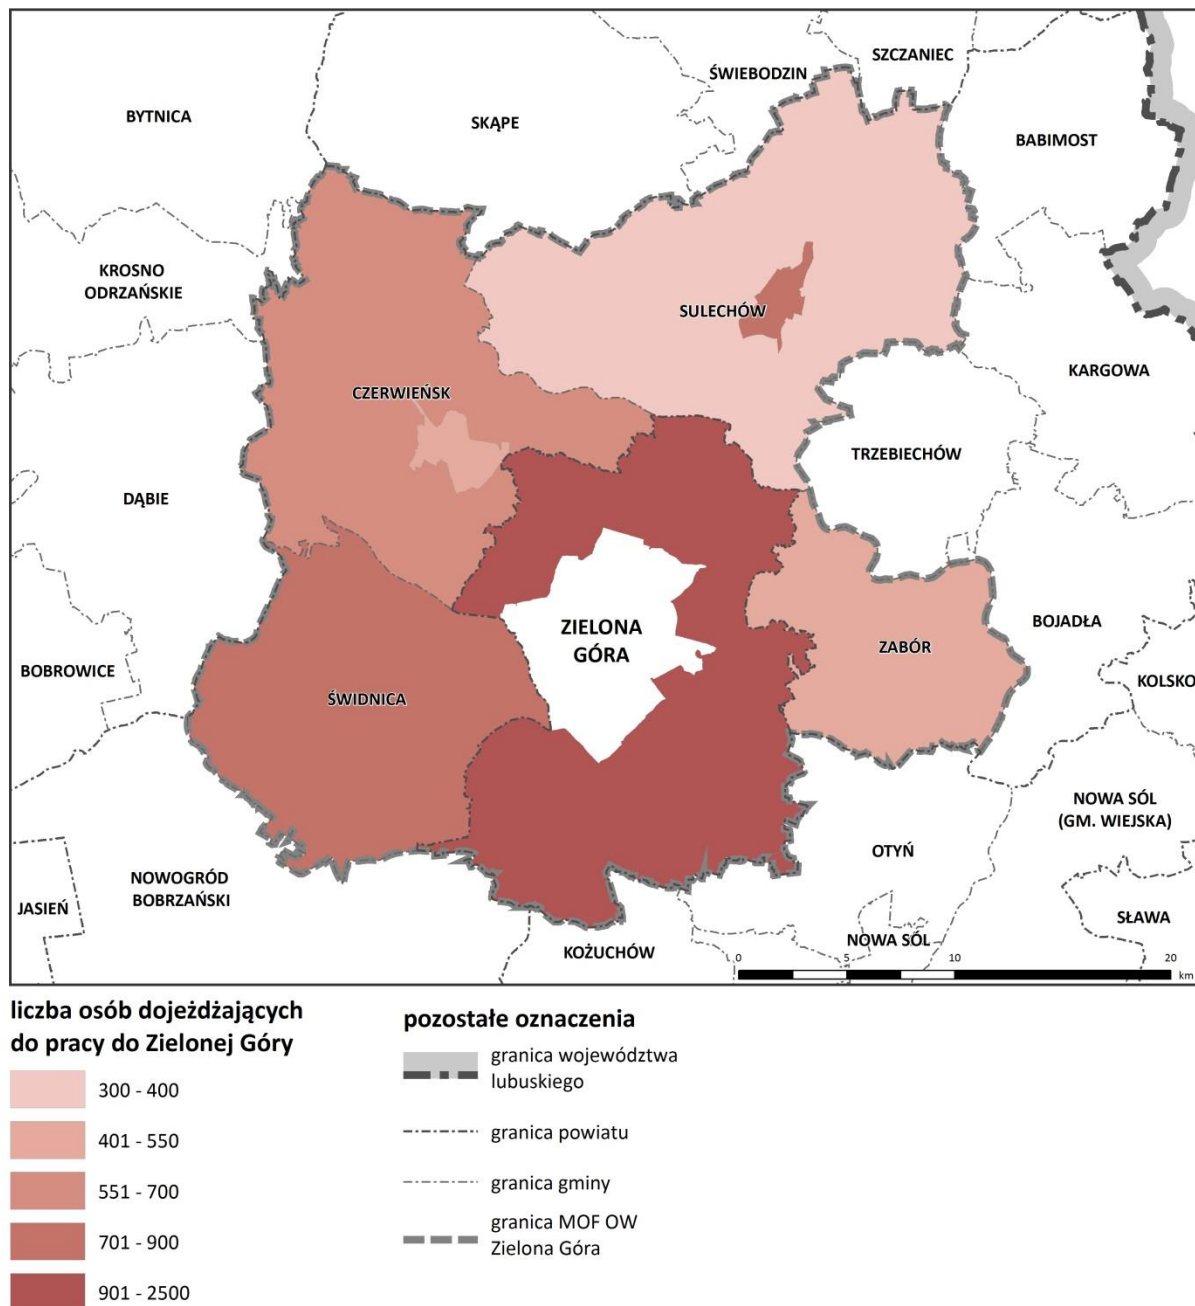 SZCZANIEC
ŚWIEBODZIN
BYTNICA
SKĄPE
BABIMOST
KROSNO
ODRZAŃSKIE
SULECHÓW
KARGOWA
CZERWIEŃSK
TRZEBIECHÓW
DĄBIE
ZIELONA
GÓRA
BOJADŁA
ZABÓR
BOBROWICE
KOLSKO
ŚWIDNICA
NOWA SÓL
(GM. WIEJSKA)
OTYŃ
NOWOGRÓD
BOBRZAŃSKI
JASIEŃ
SŁAWA
NOWA SÓL
KOŻUCHÓW
0 5 10 20
km
liczba osób dojeżdżających
do pracy do Zielonej Góry
300 - 400
401 - 550
551 - 700
701 - 900
901 - 2500
pozostałe oznaczenia
granica województwa
lubuskiego
granica powiatu
granica gminy
granica MOF OW
Zielona Góra